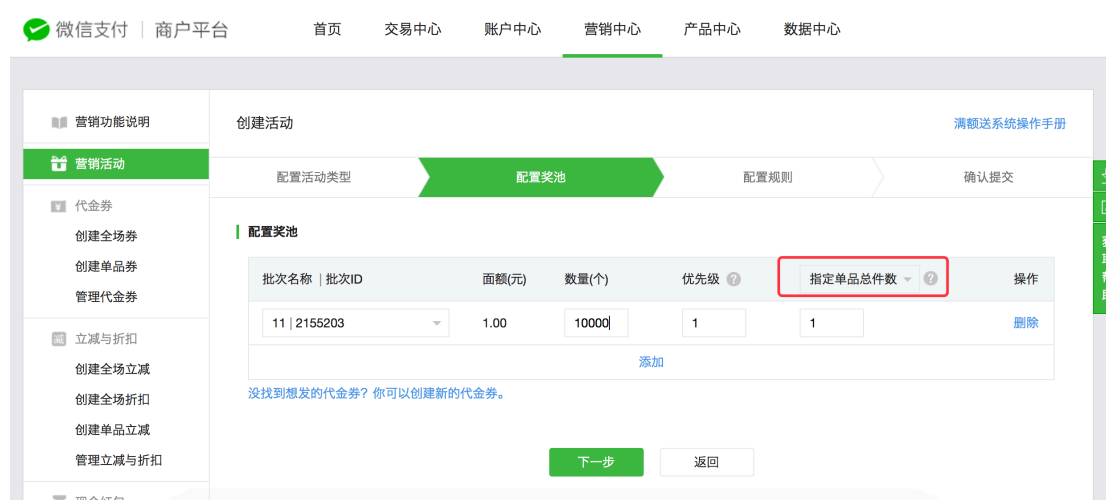 微信支付 | 商户平台 首页 交易中心 账户中心 营销中心 产品中心 数据中心
营销功能说明
创建活动 满额送系统操作手册
营销活动
配置活动类型 配置奖池 配置规则 确认提交
代金券
创建全场券
配置奖池
创建单品券
批次名称 | 批次ID 面额(元) 数量(个) 优先级 ? 指定单品总件数 ? 操作
管理代金券
11 | 2155203 1.00 10000 1 1 删除
立减与折扣
添加
创建全场立减
没找到想发的代金券？你可以创建新的代金券。
创建全场折扣
创建单品立减
管理立减与折扣
下一步 返回